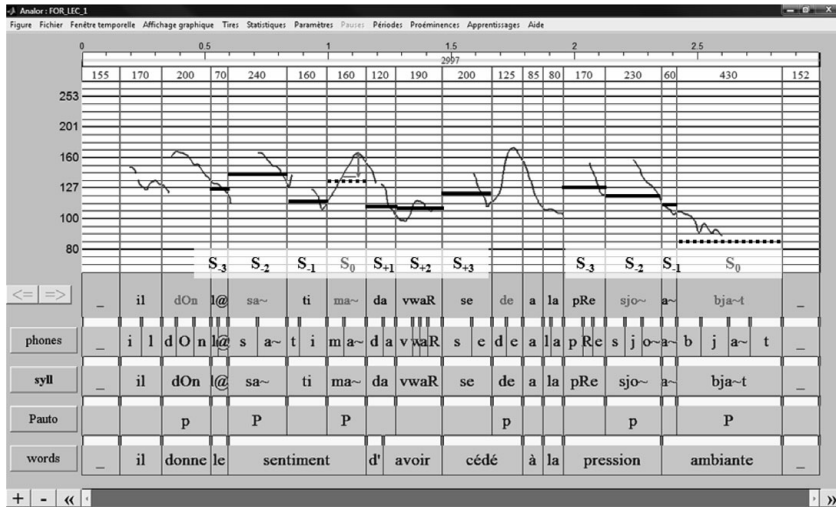 Analor : FOR_LEC_1
Figure Fichier Fenêtre temporelle Affichage graphique Tires Statistiques Paramètres Pauses Périodes Proéminences Apprentissages Aide
0 0.5 1 1.5 2 2.5
2997
155 170 200 70 240 160 160 120 190 200 125 85 80 170 230 60 430 152
253
201
160
127
100
80
S-3 S-2 S-1 S0 S+1 S+2 S+3 S-3 S-2 S-1 S0
<= => _ il dOn l@ sa~ ti ma~ da vwaR se de a la pRe sjo~ a~ bja~t _
phones _ i l d O n l@ s a~ t i m a~ d a v w a R s e d e a l a p R e s j o~ a~ b j a~ t _
syll _ il dOn l@ sa~ ti ma~ da vwaR se de a la pRe sjo~ a~ bja~t _
Pauto p P P p p P
words _ il donne le sentiment d' avoir cédé à la pression ambiante _
+ - « »